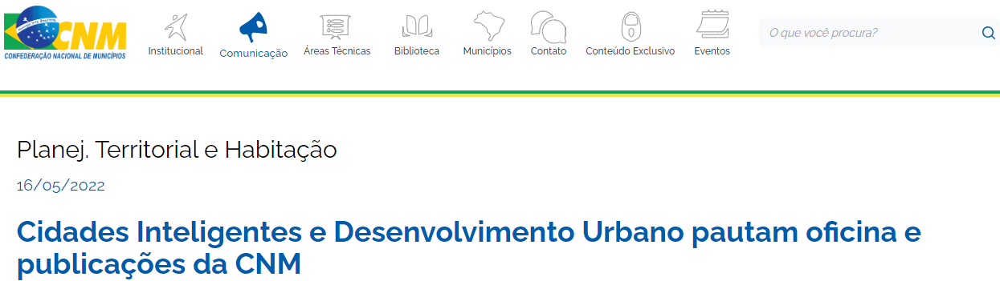 CNM
CONFEDERAÇÃO NACIONAL DE MUNICÍPIOS
Institucional
Comunicação
Áreas Técnicas
Biblioteca
Municípios
Contato
Conteúdo Exclusivo
Eventos
O que você procura?
Planej. Territorial e Habitação
16/05/2022
Cidades Inteligentes e Desenvolvimento Urbano pautam oficina e
publicações da CNM